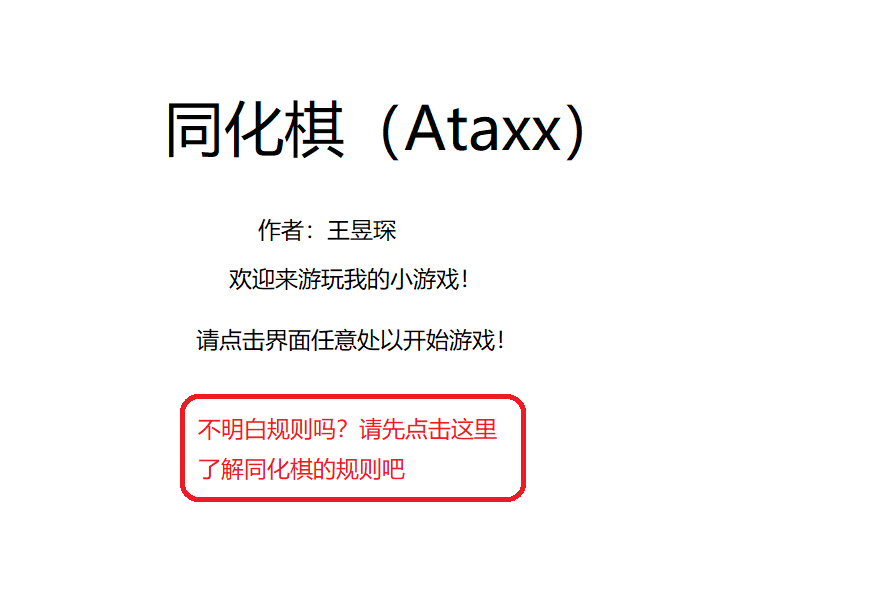 同化棋（Ataxx）
作者：王昱琛
欢迎来游玩我的小游戏！
请点击界面任意处以开始游戏！
不明白规则吗？请先点击这里
了解同化棋的规则吧